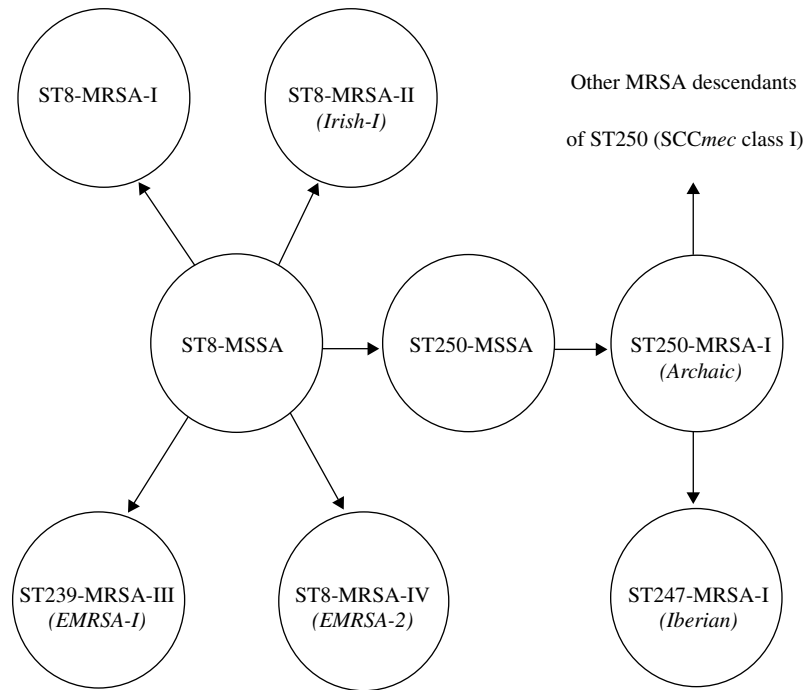 ST8-MRSA-I
ST8-MRSA-II
(Irish-I)
Other MRSA descendants
of ST250 (SCCmec class I)
ST8-MSSA
ST250-MSSA
ST250-MRSA-I
(Archaic)
ST239-MRSA-III
(EMRSA-I)
ST8-MRSA-IV
(EMRSA-2)
ST247-MRSA-I
(Iberian)